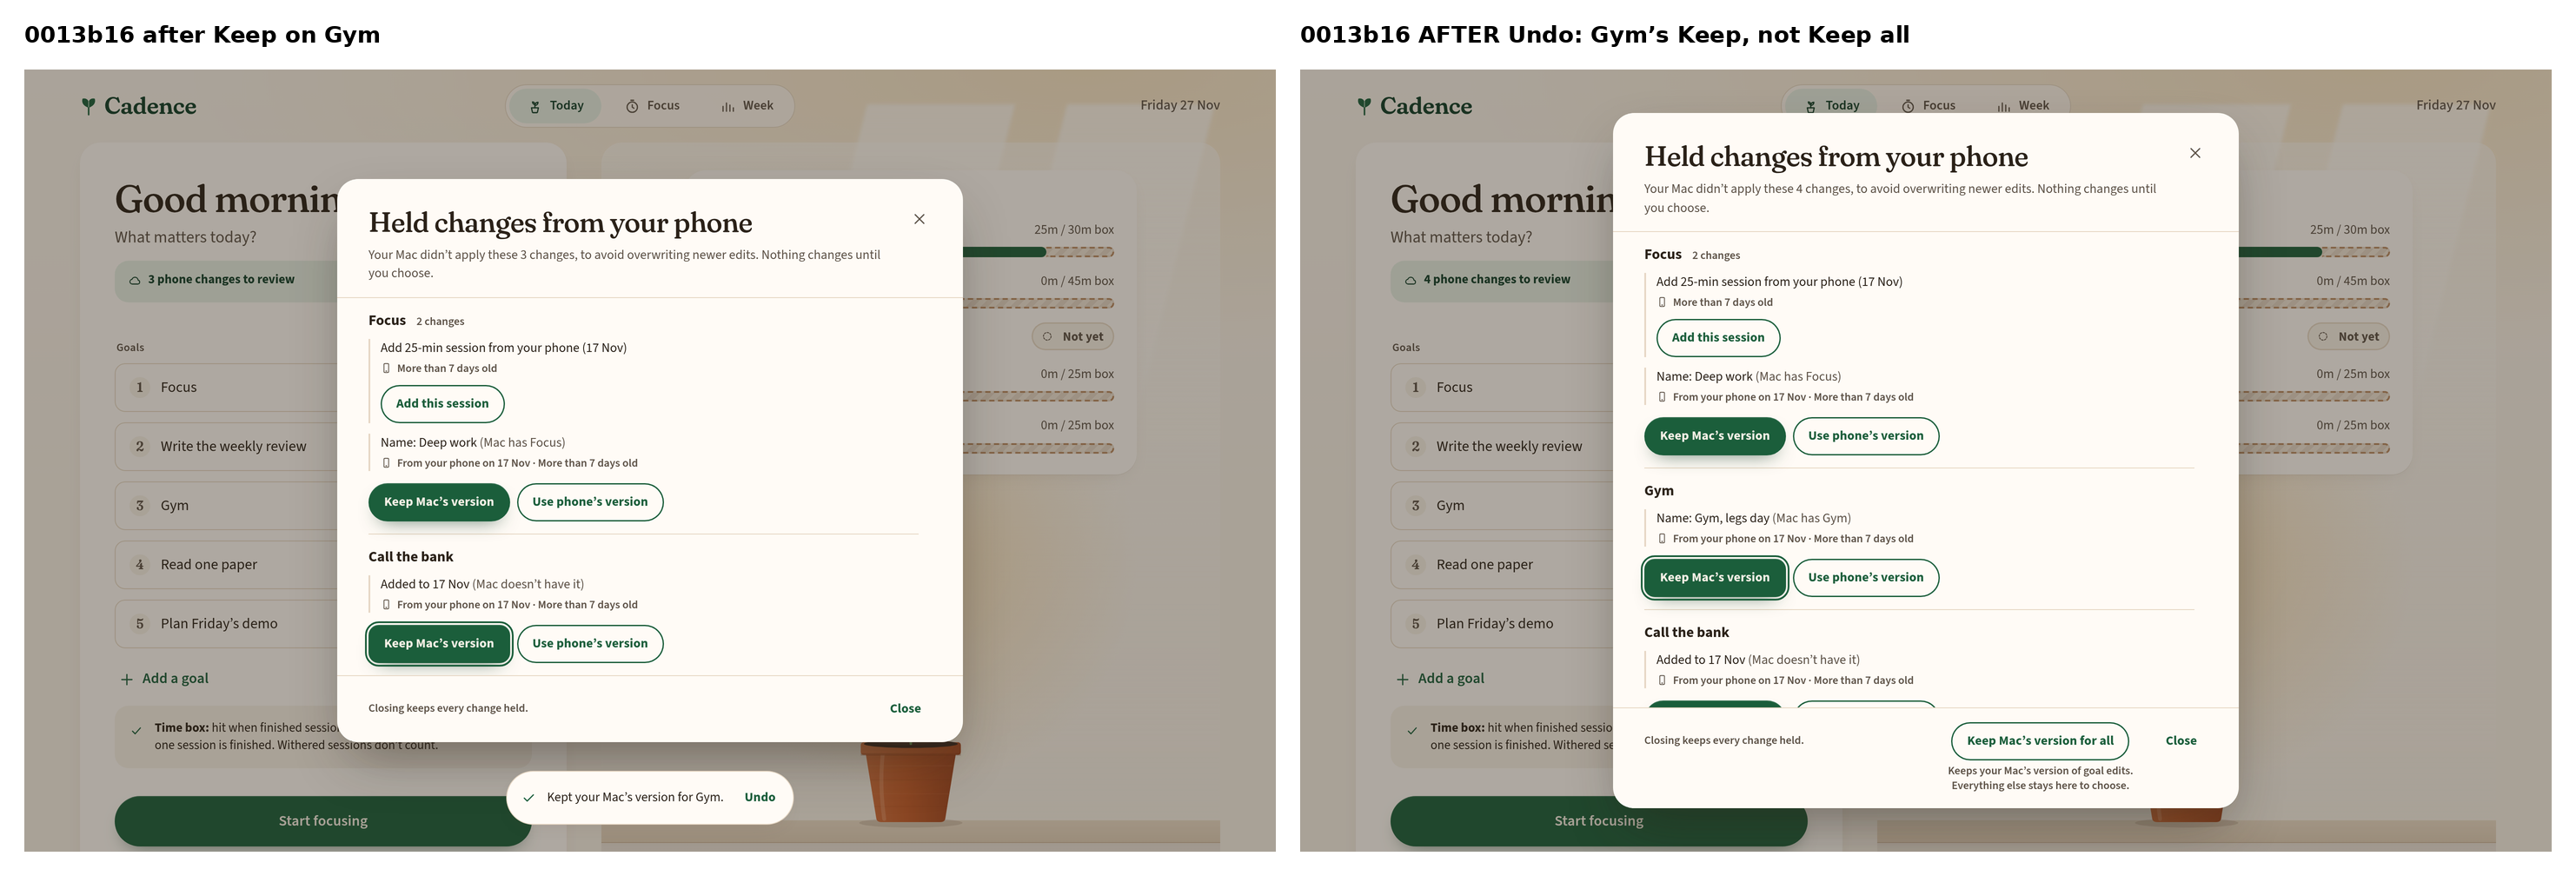 0013b16 after Keep on Gym
Cadence
Today
Focus
Week
Friday 27 Nov
Good mornin
What matters today?
3 phone changes to review
Goals
1 Focus
2 Write the weekly review
3 Gym
4 Read one paper
5 Plan Friday’s demo
Add a goal
Time box: hit when finished sessio
one session is finished. Withered sessions don’t count.
Start focusing
25m / 30m box
0m / 45m box
Not yet
0m / 25m box
0m / 25m box
Held changes from your phone
Your Mac didn’t apply these 3 changes, to avoid overwriting newer edits. Nothing changes until
you choose.
Focus 2 changes
Add 25-min session from your phone (17 Nov)
More than 7 days old
Add this session
Name: Deep work (Mac has Focus)
From your phone on 17 Nov · More than 7 days old
Keep Mac’s version
Use phone’s version
Call the bank
Added to 17 Nov (Mac doesn’t have it)
From your phone on 17 Nov · More than 7 days old
Keep Mac’s version
Use phone’s version
Closing keeps every change held.
Close
Kept your Mac’s version for Gym.
Undo
0013b16 AFTER Undo: Gym’s Keep, not Keep all
Cadence
Today
Focus
Week
Friday 27 Nov
Good mornin
What matters today?
4 phone changes to review
Goals
1 Focus
2 Write the weekly review
3 Gym
4 Read one paper
5 Plan Friday’s demo
Add a goal
Time box: hit when finished sessio
one session is finished. Withered se
Start focusing
25m / 30m box
0m / 45m box
Not yet
0m / 25m box
0m / 25m box
Held changes from your phone
Your Mac didn’t apply these 4 changes, to avoid overwriting newer edits. Nothing changes until
you choose.
Focus 2 changes
Add 25-min session from your phone (17 Nov)
More than 7 days old
Add this session
Name: Deep work (Mac has Focus)
From your phone on 17 Nov · More than 7 days old
Keep Mac’s version
Use phone’s version
Gym
Name: Gym, legs day (Mac has Gym)
From your phone on 17 Nov · More than 7 days old
Keep Mac’s version
Use phone’s version
Call the bank
Added to 17 Nov (Mac doesn’t have it)
From your phone on 17 Nov · More than 7 days old
Closing keeps every change held.
Keep Mac’s version for all
Close
Keeps your Mac’s version of goal edits.
Everything else stays here to choose.